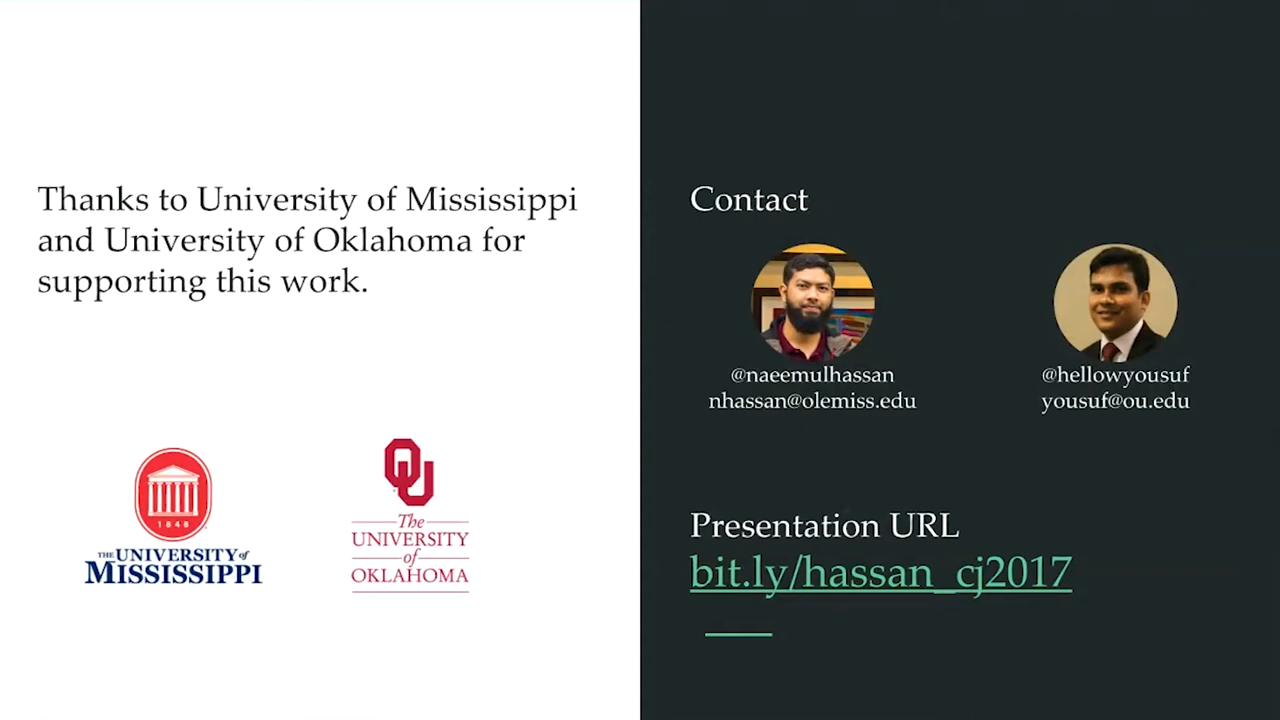 Thanks to University of Mississippi
and University of Oklahoma for
supporting this work.
1848
THE UNIVERSITY of
MISSISSIPPI
OU
The
UNIVERSITY
of
OKLAHOMA
Contact
@naeemulhassan
nhassan@olemiss.edu
@hellowyousuf
yousuf@ou.edu
Presentation URL
bit.ly/hassan_cj2017